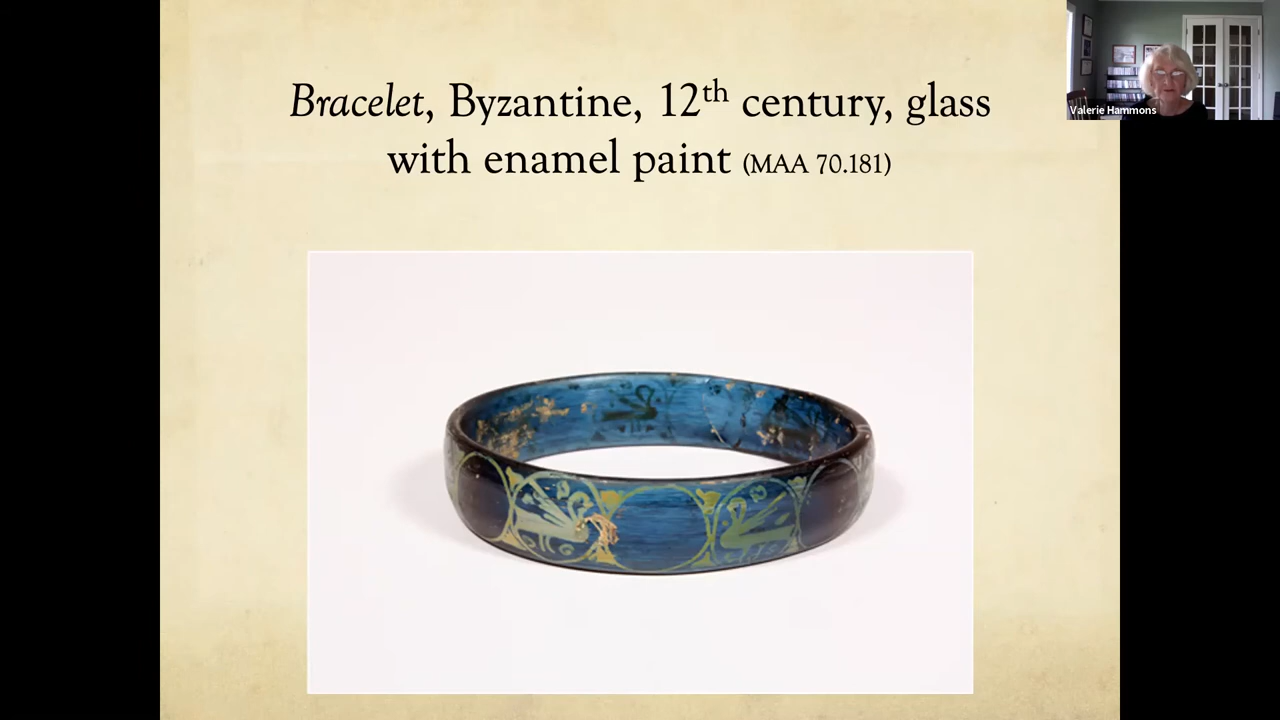 Bracelet, Byzantine, 12th century, glass
with enamel paint (MAA 70.181)
Valerie Hammons